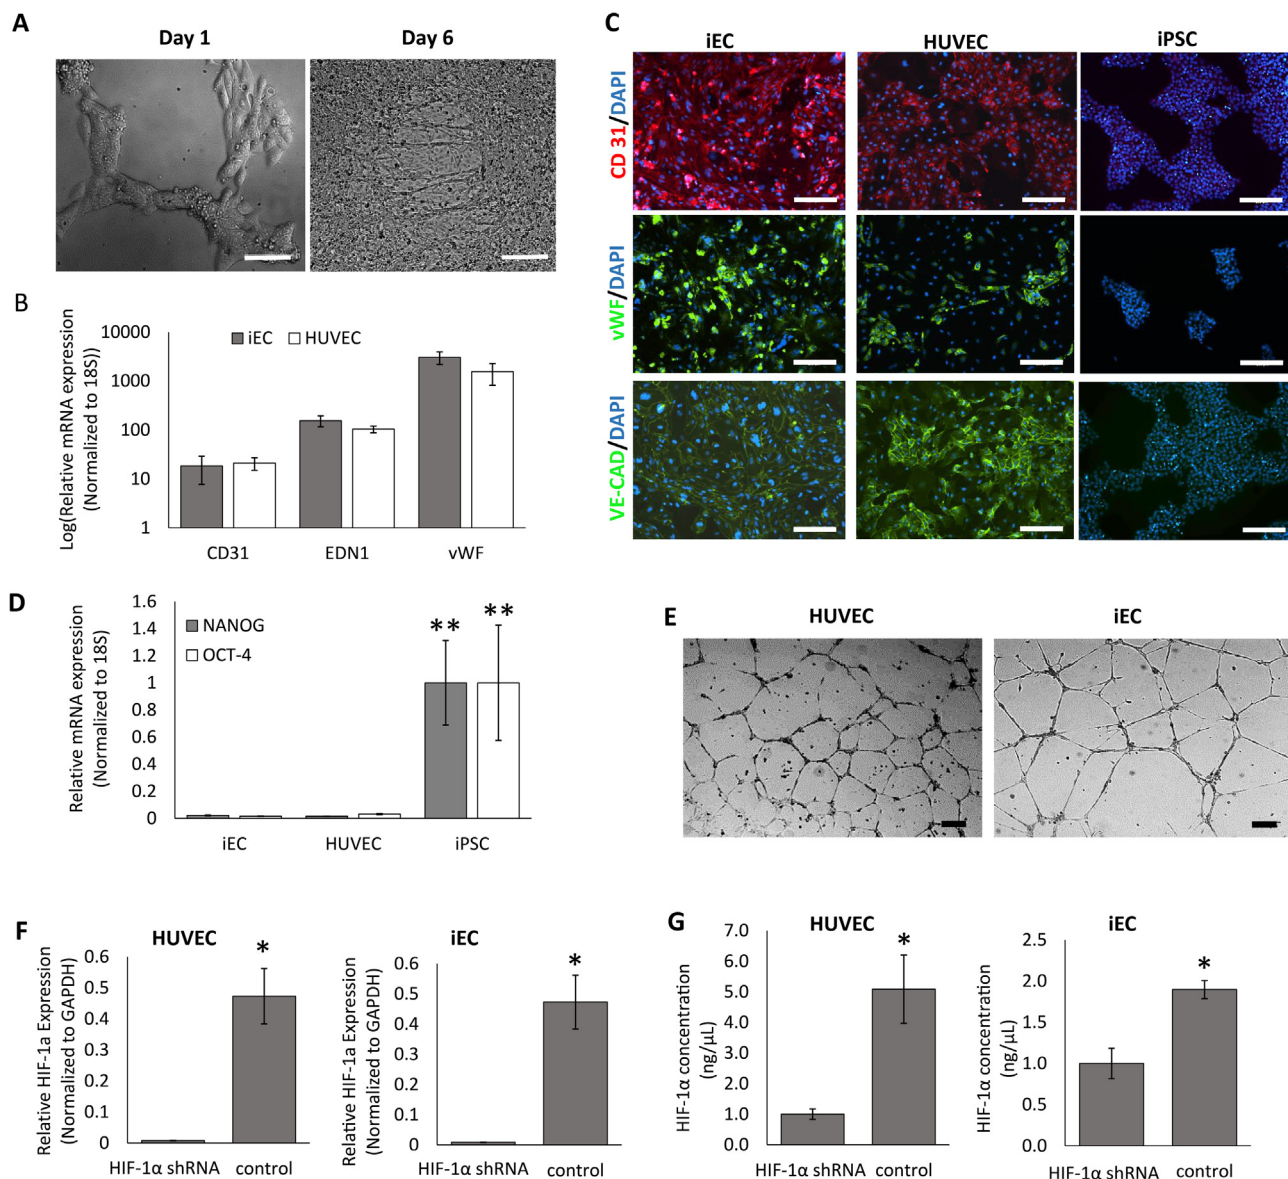 A
Day 1
Day 6
B
Log(Relative mRNA expression
(Normalized to 18S))
10000
1000
100
10
1
iEC
HUVEC
CD31
EDN1
vWF
C
iEC
HUVEC
iPSC
CD 31/DAPI
vWF/DAPI
VE-CAD/DAPI
D
Relative mRNA expression
(Normalized to 18S)
1.6
1.4
1.2
1
0.8
0.6
0.4
0.2
0
NANOG
OCT-4
**
**
iEC
HUVEC
iPSC
E
HUVEC
iEC
F
HUVEC
Relative HIF-1a Expression
(Normalized to GAPDH)
0.6
0.5
0.4
0.3
0.2
0.1
0
*
HIF-1α shRNA
control
iEC
Relative HIF-1a Expression
(Normalized to GAPDH)
0.6
0.5
0.4
0.3
0.2
0.1
0
*
HIF-1α shRNA
control
G
HUVEC
HIF-1α concentration
(ng/µL)
7.0
6.0
5.0
4.0
3.0
2.0
1.0
0.0
*
HIF-1α shRNA
control
iEC
HIF-1α concentration
(ng/µL)
2.5
2.0
1.5
1.0
0.5
0.0
*
HIF-1α shRNA
control